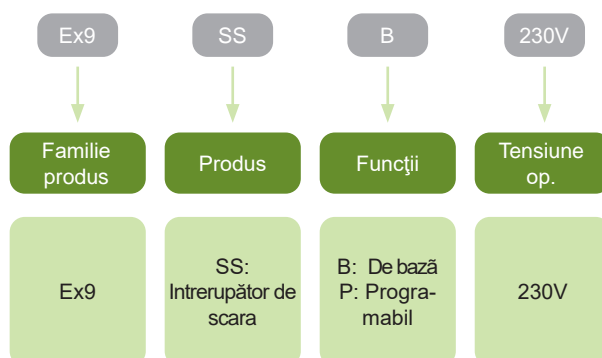 Ex9
SS
B
230V
Familie
produs
Produs
Funcţii
Tensiune
op.
Ex9
SS:
Intrerupător de
scara
B: De bază
P: Progra-
mabil
230V